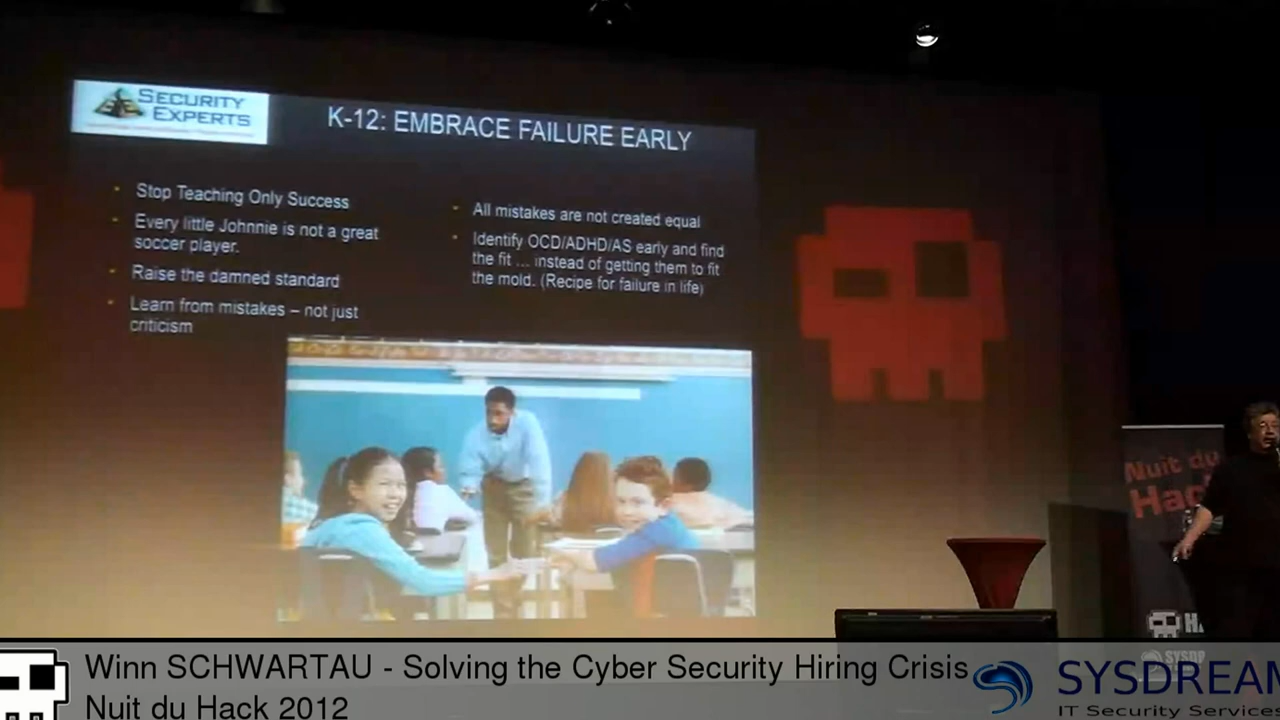 SECURITY
EXPERTS
K-12: EMBRACE FAILURE EARLY
Stop Teaching Only Success
Every little Johnnie is not a great
soccer player.
Raise the damned standard
Learn from mistakes – not just
criticism
All mistakes are not created equal
Identify OCD/ADHD/AS early and find
the fit ... instead of getting them to fit
the mold. (Recipe for failure in life)
Nuit du
Hac
Winn SCHWARTAU - Solving the Cyber Security Hiring Crisis
Nuit du Hack 2012
SYSDREAM
IT Security Services